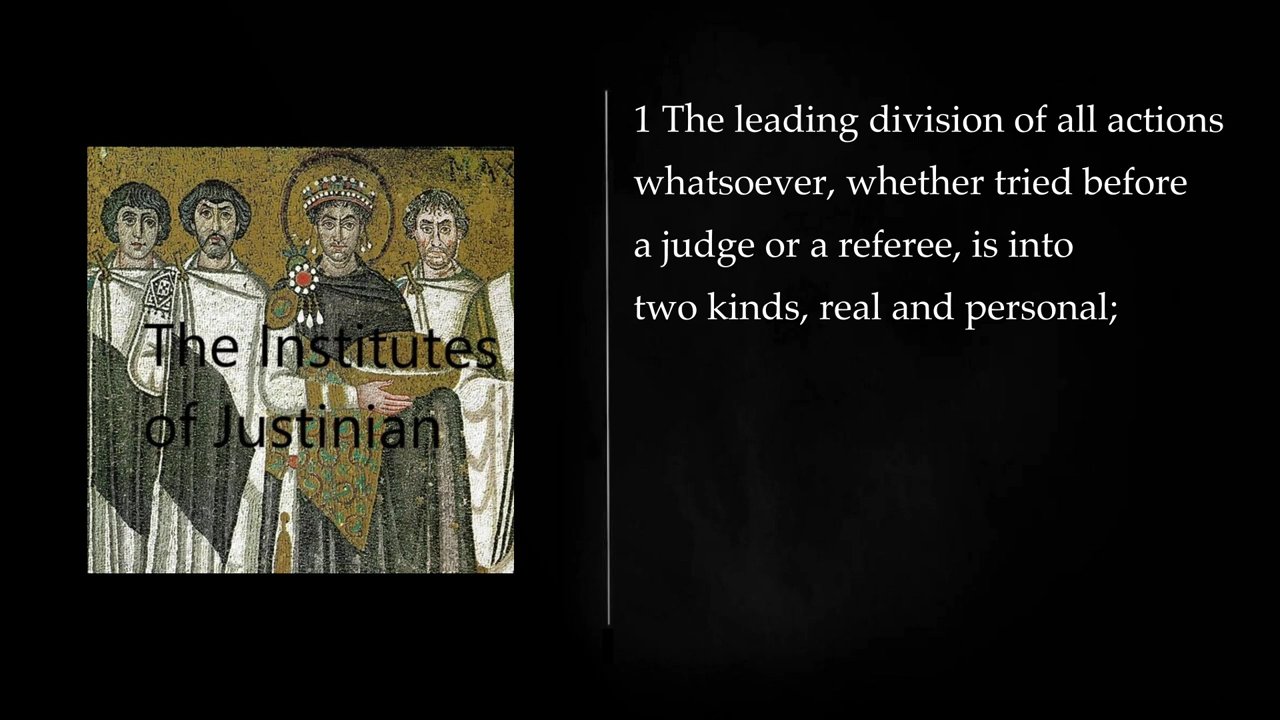 The Institutes
of Justinian
1 The leading division of all actions
whatsoever, whether tried before
a judge or a referee, is into
two kinds, real and personal;